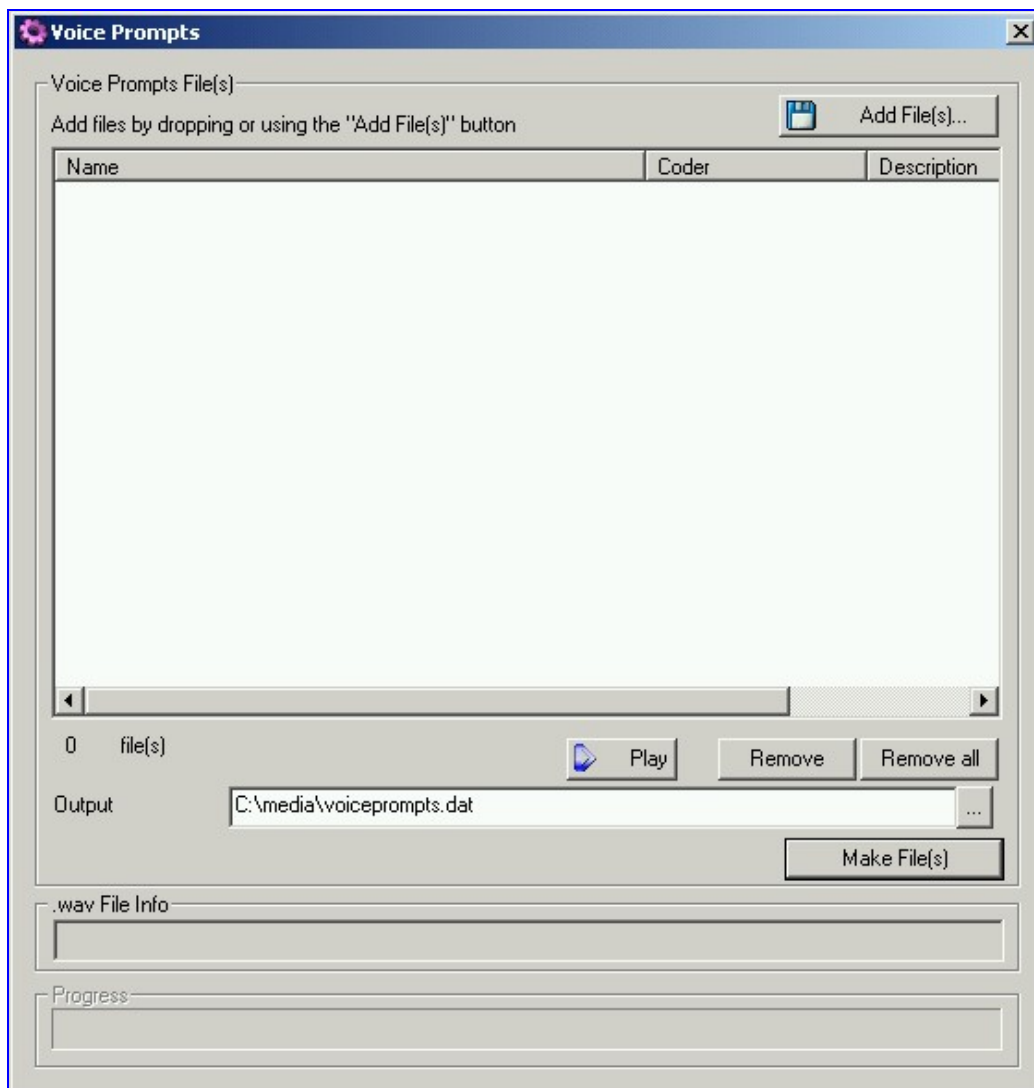 Voice Prompts
Voice Prompts File(s)
Add files by dropping or using the "Add File(s)" button
Add File(s)...
Name Coder Description
0 file(s)
Play Remove Remove all
Output C:\media\voiceprompts.dat ...
Make File(s)
.wav File Info
Progress